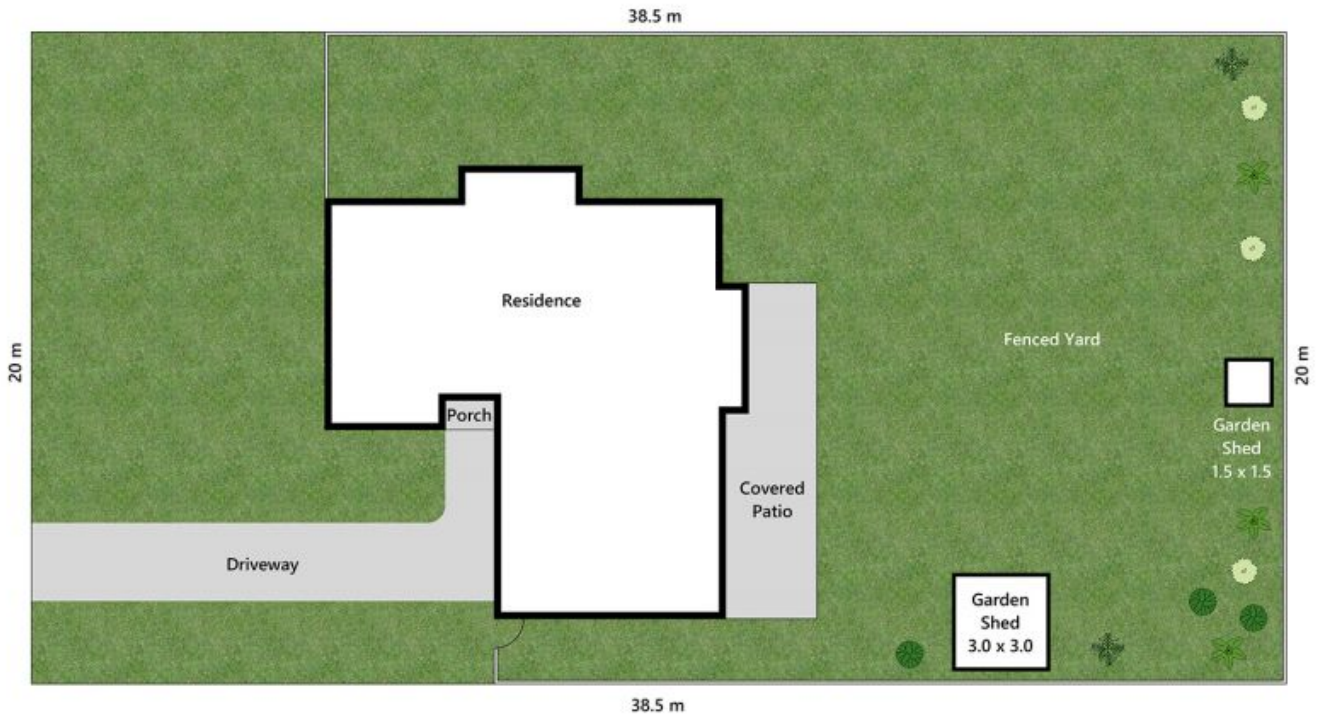 38.5 m
Residence
Fenced Yard
20 m
20 m
Porch
Garden
Shed
1.5 x 1.5
Covered
Patio
Driveway
Garden
Shed
3.0 x 3.0
38.5 m